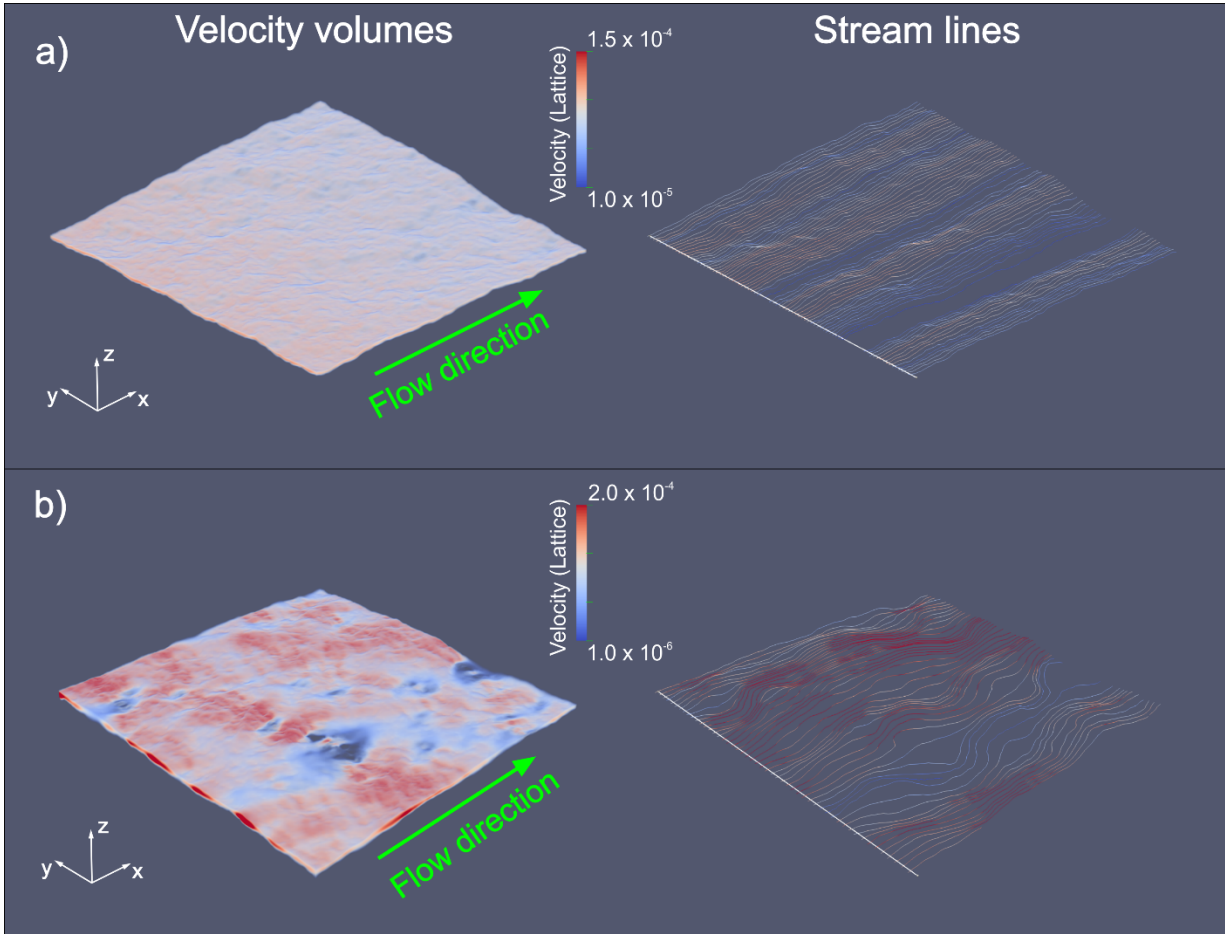 Velocity volumes
Stream lines
a)
1.5 x 10⁻⁴
Velocity (Lattice)
1.0 x 10⁻⁵
Flow direction
z
y
x
b)
2.0 x 10⁻⁴
Velocity (Lattice)
1.0 x 10⁻⁶
Flow direction
z
y
x